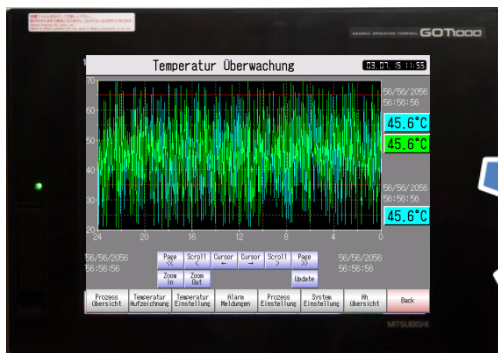 GRAPHIC OPERATION TERMINAL GOT1000
Temperatur Überwachung
03.07.15 11:55
70
60
50
40
30
20
24 20 16 12 8 4 0
56/56/2056
56:56:56
45.6°C
45.6°C
56/56/2056
56:56:56
45.6°C
56/56/2056
56:56:56
Page <<
Scroll <
Cursor ←
Cursor →
Scroll >
Page >>
56/56/2056
56:56:56
Zoom In
Zoom Out
Update
Prozess Übersicht
Temperatur Aufzeichnung
Temperatur Einstellung
Alarm Meldungen
Prozess Einstellung
System Einstellung
Ah Übersicht
Back
MITSUBISHI